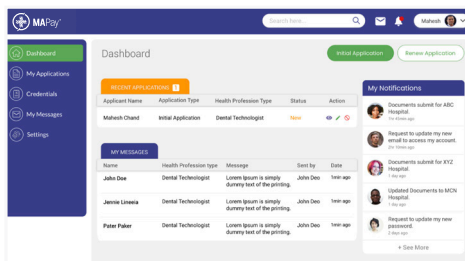 MAPay
Search here...
Mahesh
Dashboard
My Applications
Credentials
My Messages
Settings
Dashboard
Initial Application
Renew Application
RECENT APPLICATIONS 1
Applicant Name Application Type Health Profession Type Status Action
Mahesh Chand Initial Application Dental Technologist New
MY MESSAGES
Name Health Profession type Message Sent by Date
John Doe Dental Technologist Lorem Ipsum is simply dummy text of the printing. John Deo 1min ago
Jennie Lineeia Dental Technologist Lorem Ipsum is simply dummy text of the printing. John Deo 1min ago
Peter Paker Dental Technologist Lorem Ipsum is simply dummy text of the printing. John Deo 1min ago
My Notifications
Documents submit for ABC
Hospital.
Request to update my new
email to access my account.
Documents submit for XYZ
Hospital.
1 day ago
Updated Documents to MCN
Hospital
1 day ago
Request to update my new
password.
2 days ago
+ See More